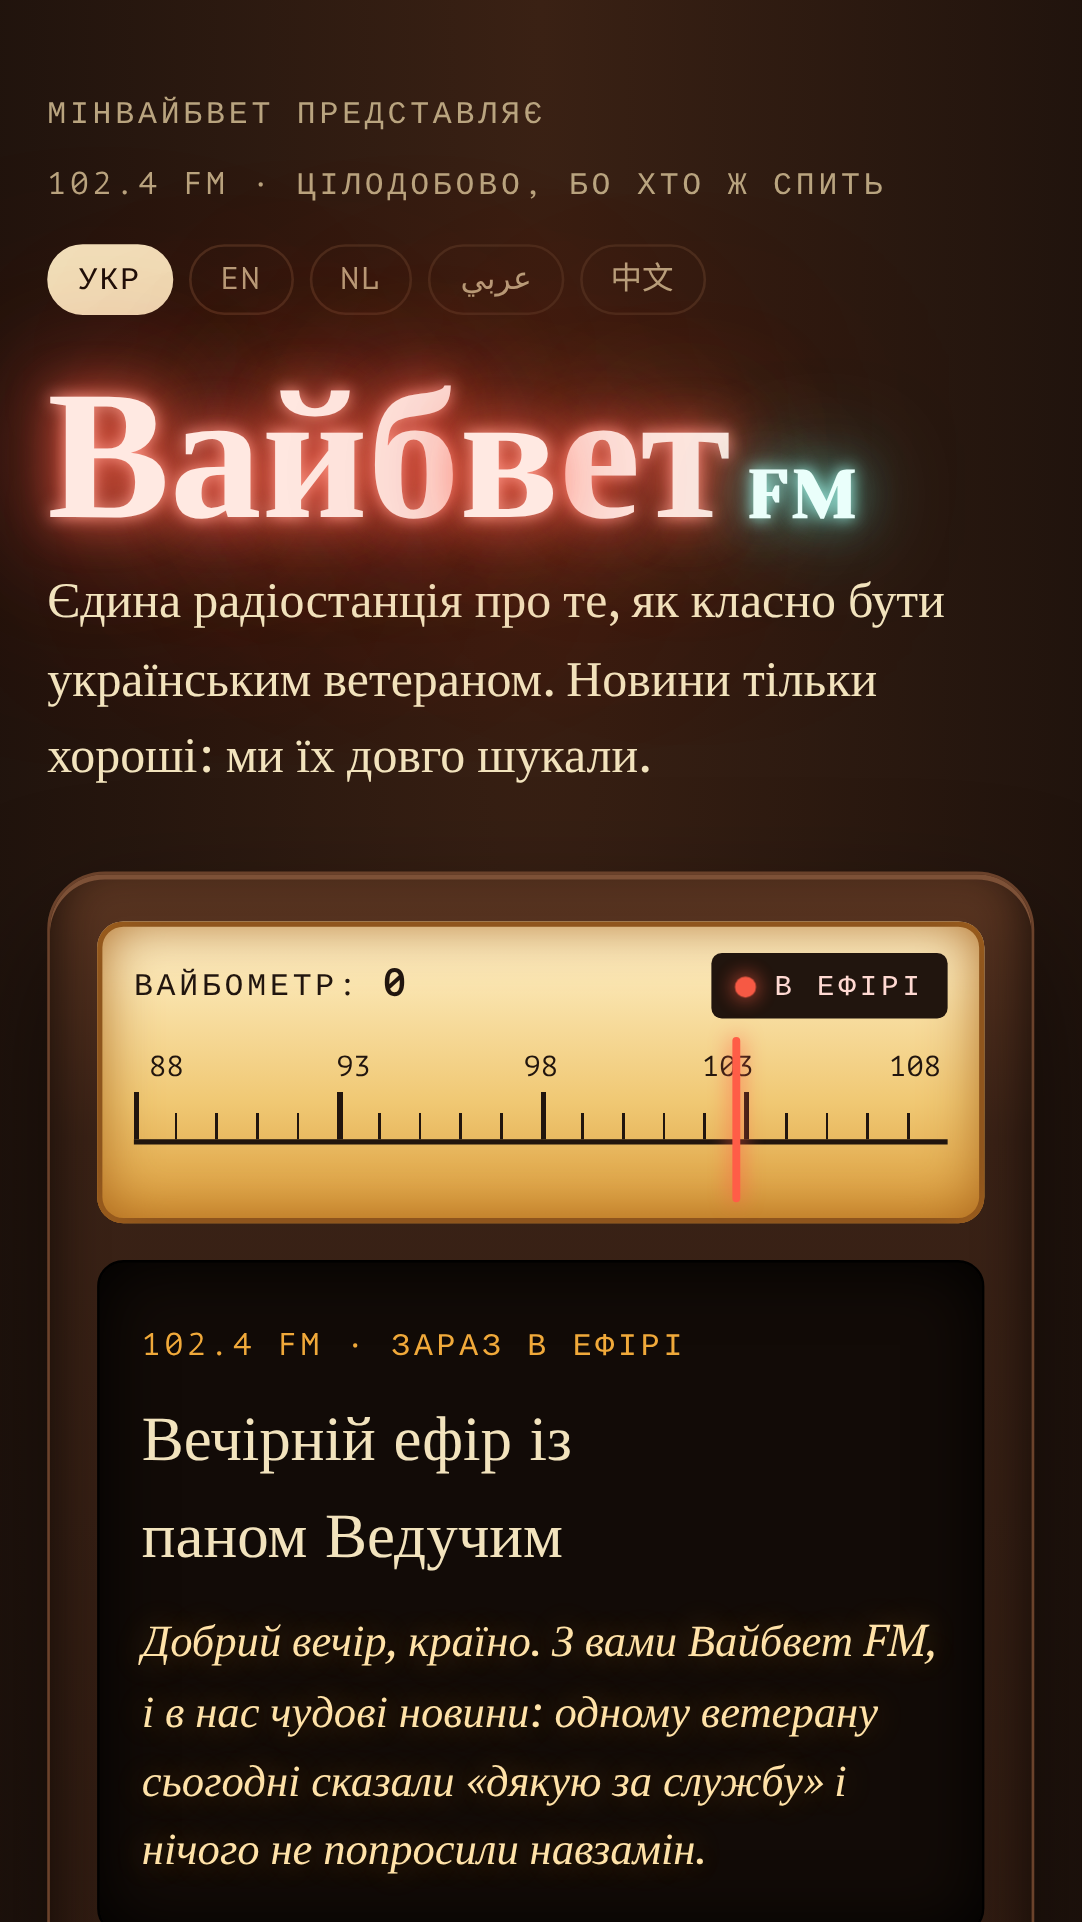 МІНВАЙБВЕТ ПРЕДСТАВЛЯЄ
102.4 FM · ЦІЛОДОБОВО, БО ХТО Ж СПИТЬ
УКР EN NL عربي 中文
Вайбвет FM
Єдина радіостанція про те, як класно бути
українським ветераном. Новини тільки
хороші: ми їх довго шукали.
ВАЙБОМЕТР: 0 В ЕФІРІ
88 93 98 103 108
102.4 FM · ЗАРАЗ В ЕФІРІ
Вечірній ефір із
паном Ведучим
Добрий вечір, країно. З вами Вайбвет FM,
і в нас чудові новини: одному ветерану
сьогодні сказали «дякую за службу» і
нічого не попросили навзамін.